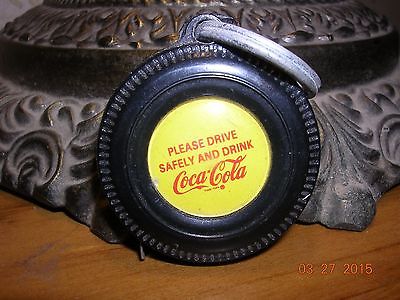 PLEASE DRIVE
SAFELY AND DRINK
Coca-Cola
03 27 2015